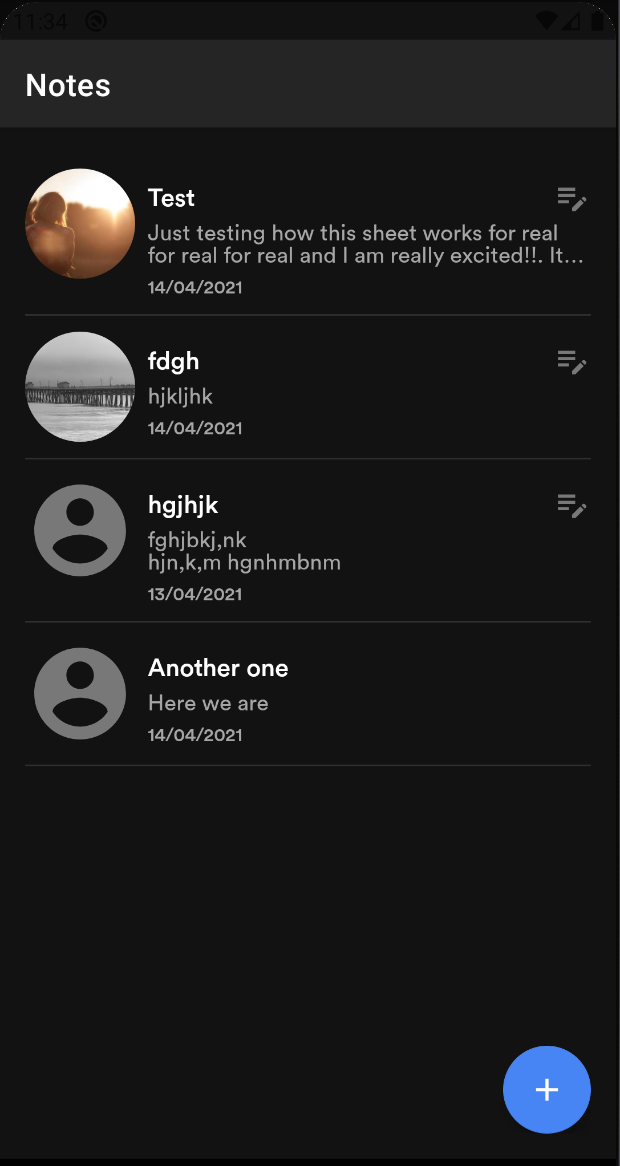 11:34
Notes
Test
Just testing how this sheet works for real
for real for real and I am really excited!!. It...
14/04/2021
fdgh
hjkljhk
14/04/2021
hgjhjk
fghjbkj,nk
hjn,k,m hgnhmbnm
13/04/2021
Another one
Here we are
14/04/2021